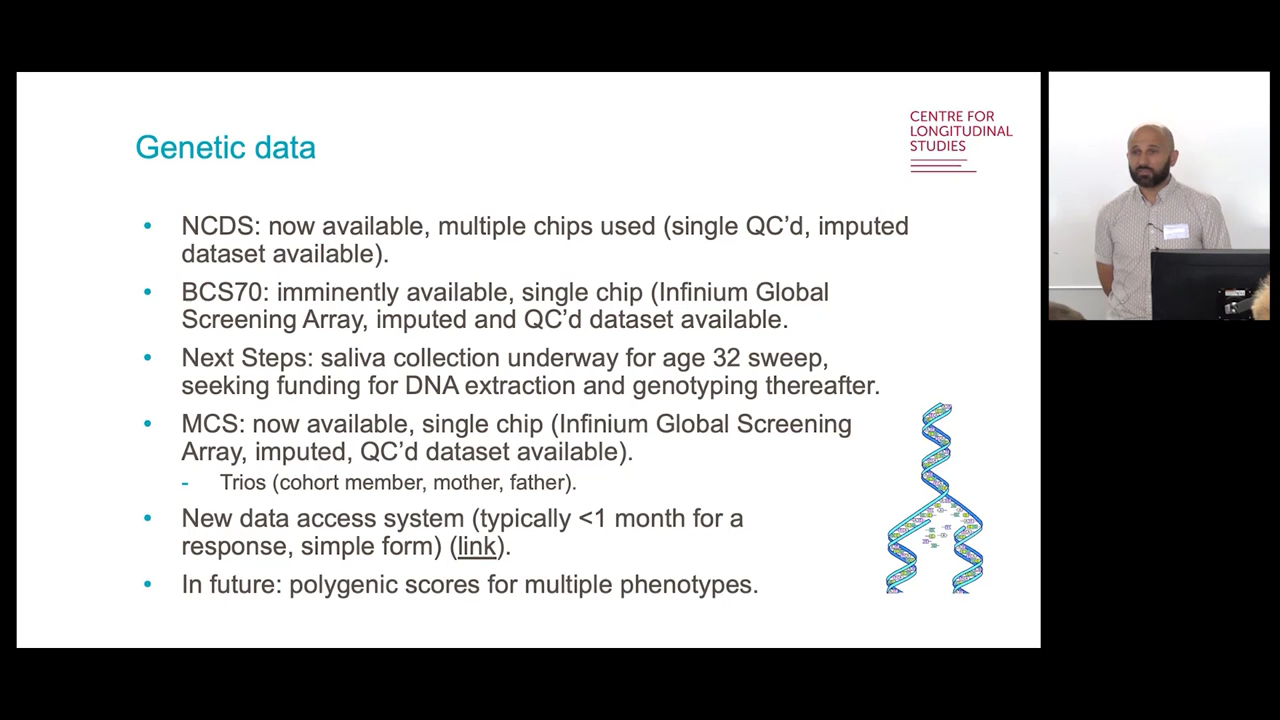 Genetic data
CENTRE FOR
LONGITUDINAL
STUDIES
• NCDS: now available, multiple chips used (single QC’d, imputed
dataset available).
• BCS70: imminently available, single chip (Infinium Global
Screening Array, imputed and QC’d dataset available.
• Next Steps: saliva collection underway for age 32 sweep,
seeking funding for DNA extraction and genotyping thereafter.
• MCS: now available, single chip (Infinium Global Screening
Array, imputed, QC’d dataset available).
- Trios (cohort member, mother, father).
• New data access system (typically <1 month for a
response, simple form) (link).
• In future: polygenic scores for multiple phenotypes.